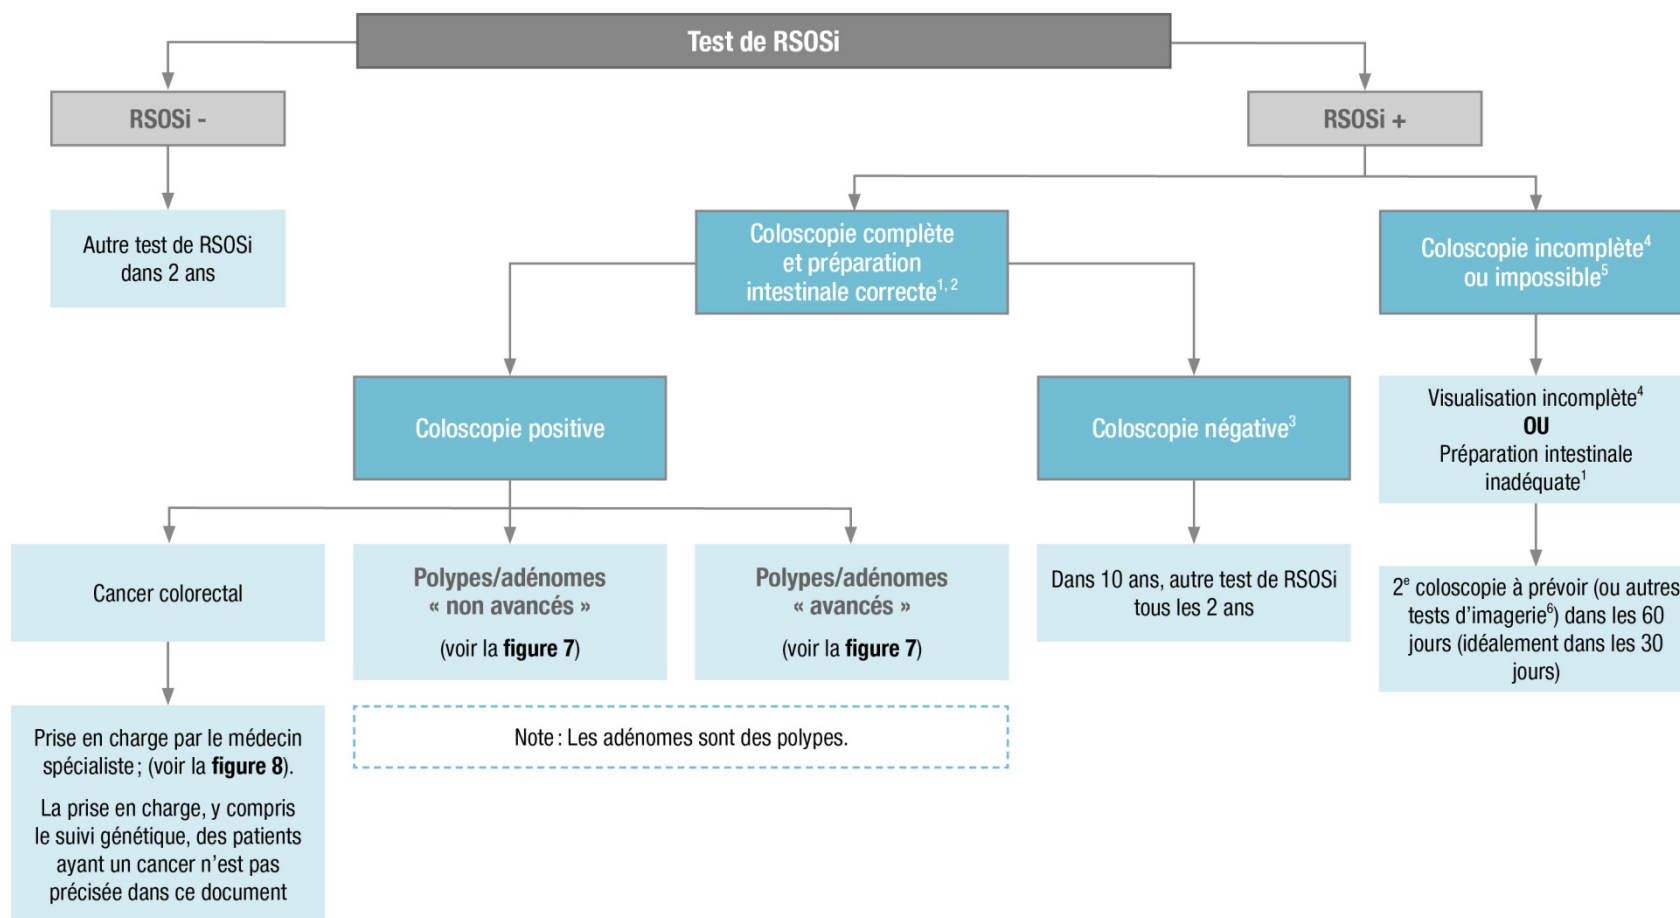 Test de RSOSi
RSOSi -
RSOSi +
Autre test de RSOSi
dans 2 ans
Coloscopie complète
et préparation
intestinale correcte1, 2
Coloscopie incomplète4
ou impossible5
Coloscopie positive
Coloscopie négative3
Visualisation incomplète4
OU
Préparation intestinale
inadéquate1
Cancer colorectal
Polypes/adénomes
« non avancés »
(voir la figure 7)
Polypes/adénomes
« avancés »
(voir la figure 7)
Dans 10 ans, autre test de RSOSi
tous les 2 ans
2e coloscopie à prévoir (ou autres
tests d'imagerie6) dans les 60
jours (idéalement dans les 30
jours)
Prise en charge par le médecin
spécialiste ; (voir la figure 8).
La prise en charge, y compris
le suivi génétique, des patients
ayant un cancer n'est pas
précisée dans ce document
Note : Les adénomes sont des polypes.